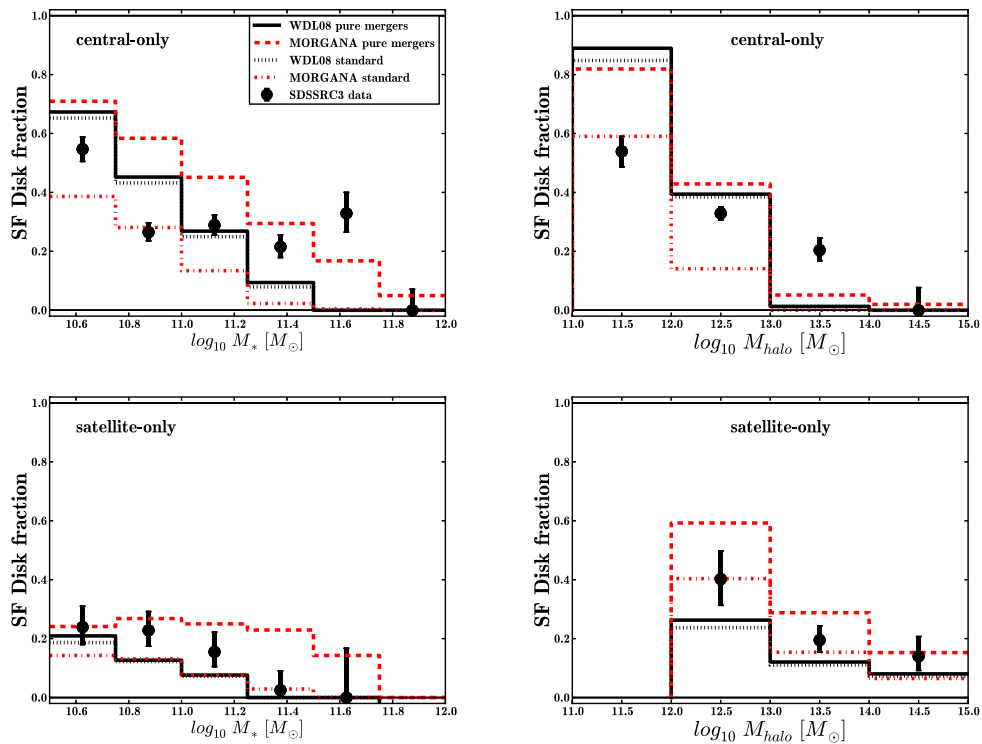 central-only
WDL08 pure mergers
MORGANA pure mergers
WDL08 standard
MORGANA standard
SDSSRC3 data
SF Disk fraction
1.0
0.8
0.6
0.4
0.2
0.0
10.6 10.8 11.0 11.2 11.4 11.6 11.8 12.0
log₁₀ M* [M⊙]
central-only
SF Disk fraction
1.0
0.8
0.6
0.4
0.2
0.0
11.0 11.5 12.0 12.5 13.0 13.5 14.0 14.5 15.0
log₁₀ Mhalo [M⊙]
satellite-only
SF Disk fraction
1.0
0.8
0.6
0.4
0.2
0.0
10.6 10.8 11.0 11.2 11.4 11.6 11.8 12.0
log₁₀ M* [M⊙]
satellite-only
SF Disk fraction
1.0
0.8
0.6
0.4
0.2
0.0
11.0 11.5 12.0 12.5 13.0 13.5 14.0 14.5 15.0
log₁₀ Mhalo [M⊙]